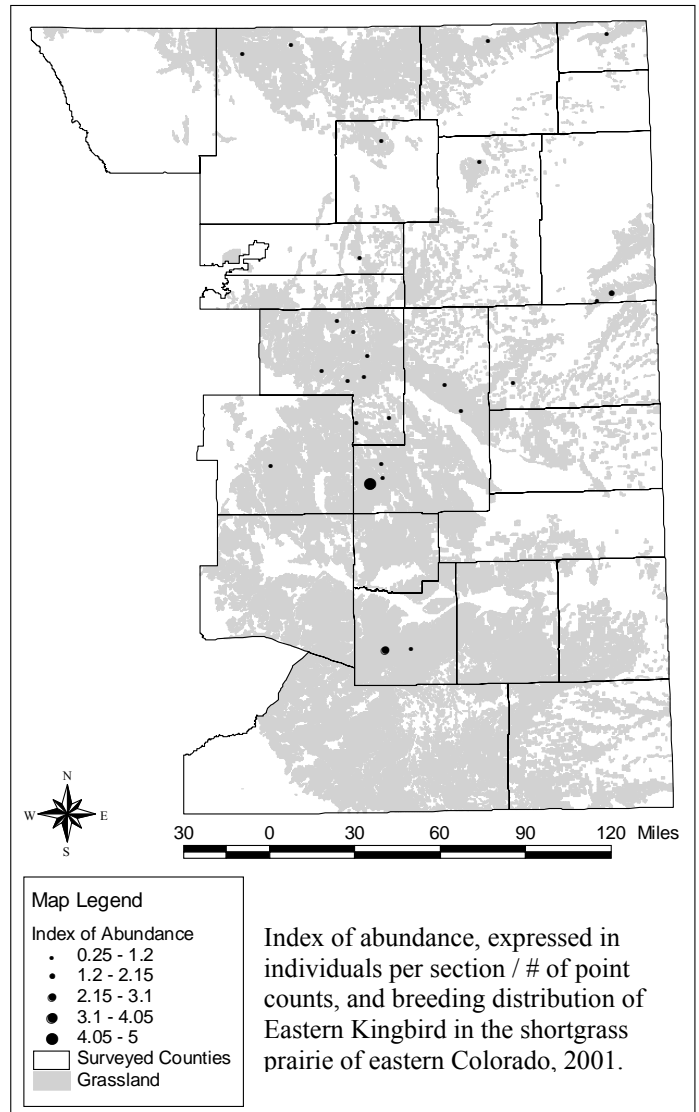 N
W E
S
30 0 30 60 90 120 Miles
Map Legend
Index of Abundance
0.25 - 1.2
1.2 - 2.15
2.15 - 3.1
3.1 - 4.05
4.05 - 5
Surveyed Counties
Grassland
Index of abundance, expressed in
individuals per section / # of point
counts, and breeding distribution of
Eastern Kingbird in the shortgrass
prairie of eastern Colorado, 2001.